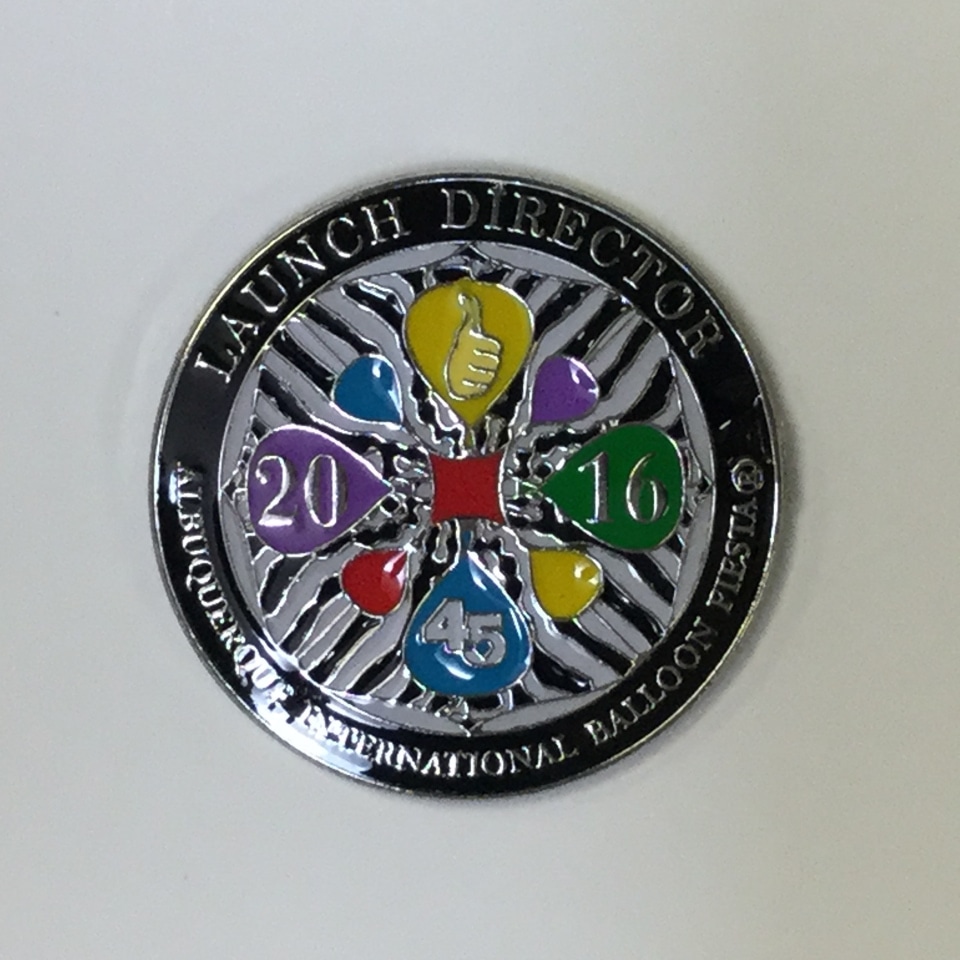 LAUNCH DIRECTOR
20
16
45
ALBUQUERQUE INTERNATIONAL BALLOON FIESTA®